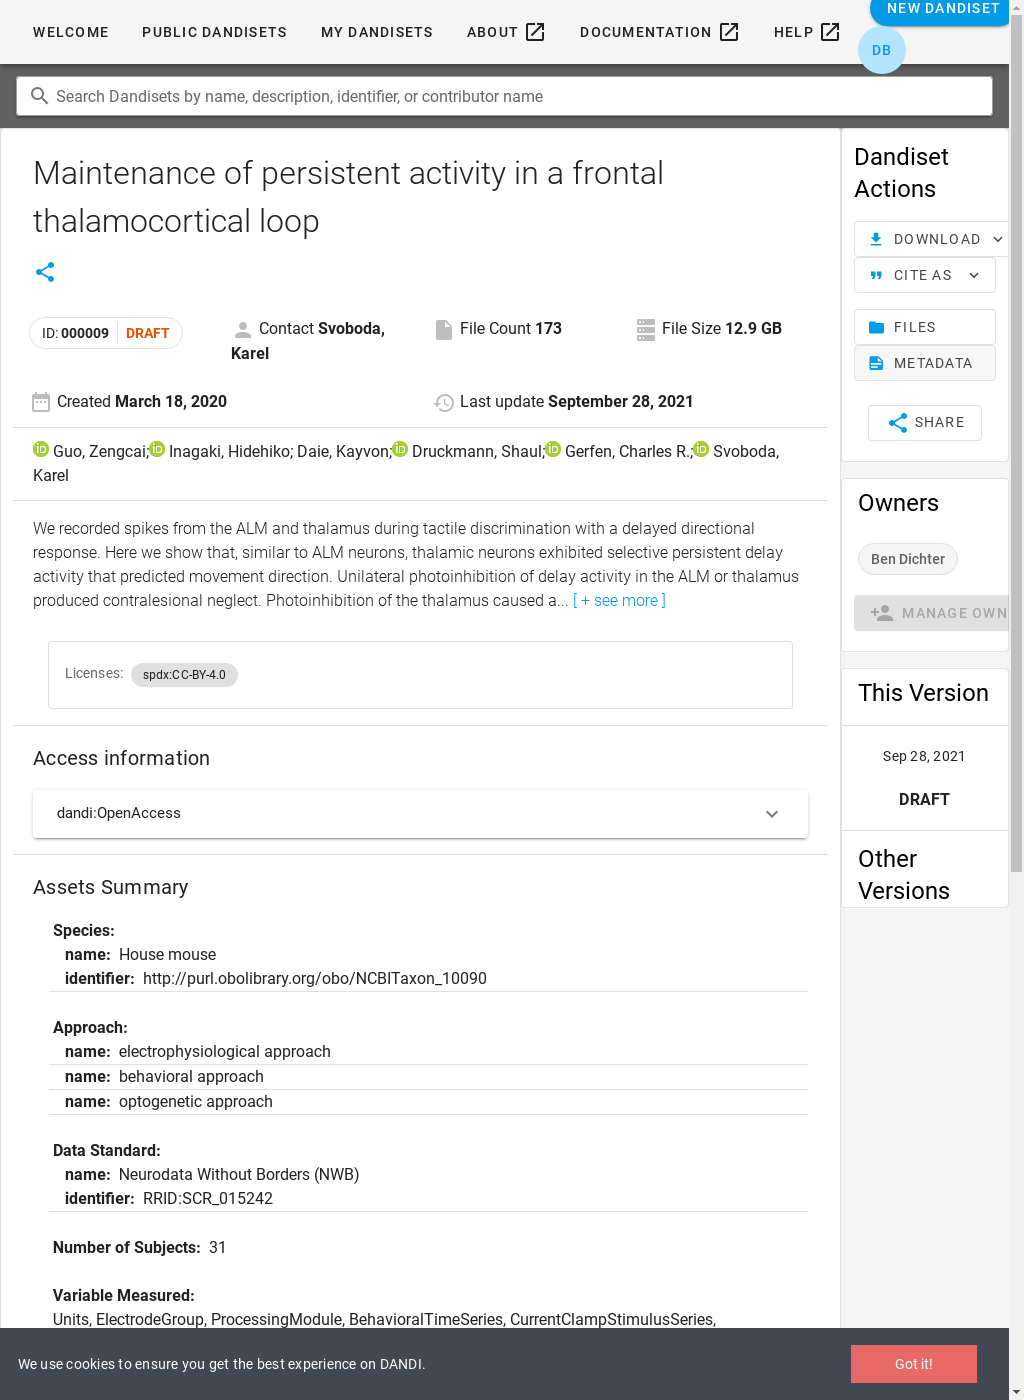 NEW DANDISET
WELCOME PUBLIC DANDISETS MY DANDISETS ABOUT DOCUMENTATION HELP
DB
Search Dandisets by name, description, identifier, or contributor name
Maintenance of persistent activity in a frontal
thalamocortical loop
ID: 000009 DRAFT
Contact Svoboda,
Karel
File Count 173
File Size 12.9 GB
Created March 18, 2020
Last update September 28, 2021
Guo, Zengcai; Inagaki, Hidehiko; Daie, Kayvon; Druckmann, Shaul; Gerfen, Charles R.; Svoboda,
Karel
We recorded spikes from the ALM and thalamus during tactile discrimination with a delayed directional
response. Here we show that, similar to ALM neurons, thalamic neurons exhibited selective persistent delay
activity that predicted movement direction. Unilateral photoinhibition of delay activity in the ALM or thalamus
produced contralesional neglect. Photoinhibition of the thalamus caused a... [ + see more ]
Licenses: spdx:CC-BY-4.0
Access information
dandi:OpenAccess
Assets Summary
Species:
name: House mouse
identifier: http://purl.obolibrary.org/obo/NCBITaxon_10090
Approach:
name: electrophysiological approach
name: behavioral approach
name: optogenetic approach
Data Standard:
name: Neurodata Without Borders (NWB)
identifier: RRID:SCR_015242
Number of Subjects: 31
Variable Measured:
Units, ElectrodeGroup, ProcessingModule, BehavioralTimeSeries, CurrentClampStimulusSeries,
Dandiset
Actions
DOWNLOAD
CITE AS
FILES
METADATA
SHARE
Owners
Ben Dichter
MANAGE OWN
This Version
Sep 28, 2021
DRAFT
Other
Versions
We use cookies to ensure you get the best experience on DANDI.
Got it!